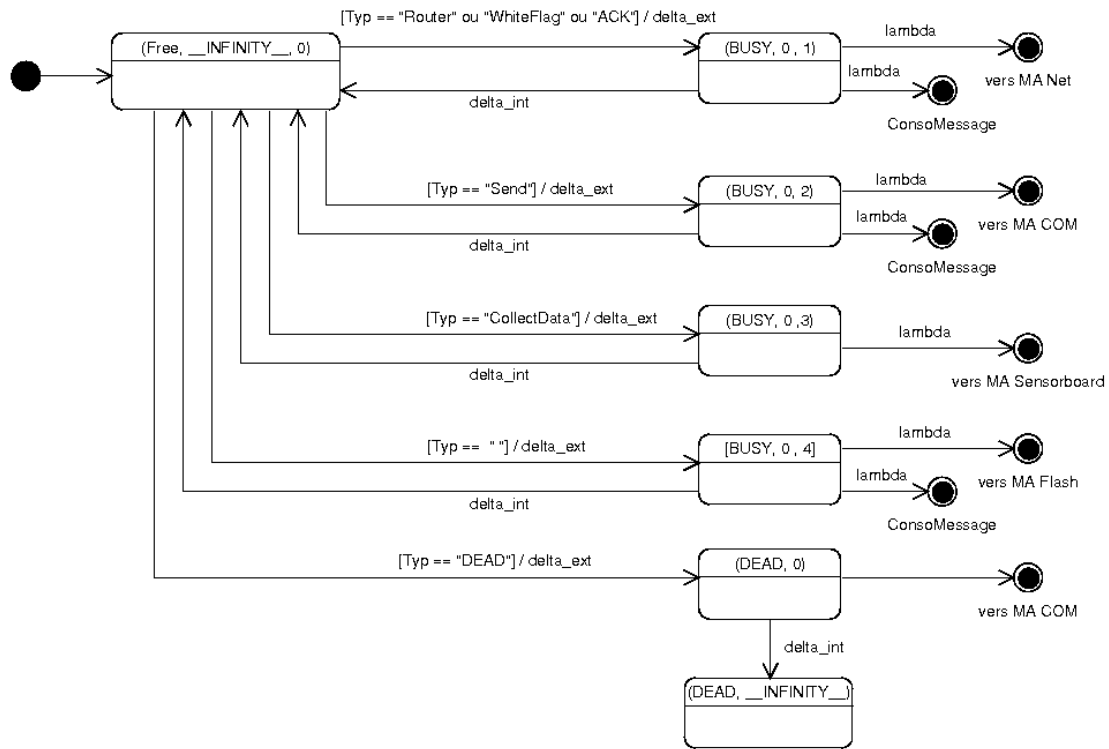 [Typ == "Router" ou "WhiteFlag" ou "ACK"] / delta_ext
(Free, __INFINITY__, 0)
(BUSY, 0 , 1)
lambda
vers MA Net
lambda
ConsoMessage
delta_int
[Typ == "Send"] / delta_ext
(BUSY, 0, 2)
lambda
vers MA COM
lambda
ConsoMessage
delta_int
[Typ == "CollectData"] / delta_ext
(BUSY, 0 ,3)
lambda
vers MA Sensorboard
delta_int
[Typ == " "] / delta_ext
[BUSY, 0 , 4]
lambda
vers MA Flash
lambda
ConsoMessage
delta_int
[Typ == "DEAD"] / delta_ext
(DEAD, 0)
vers MA COM
delta_int
(DEAD, __INFINITY__)